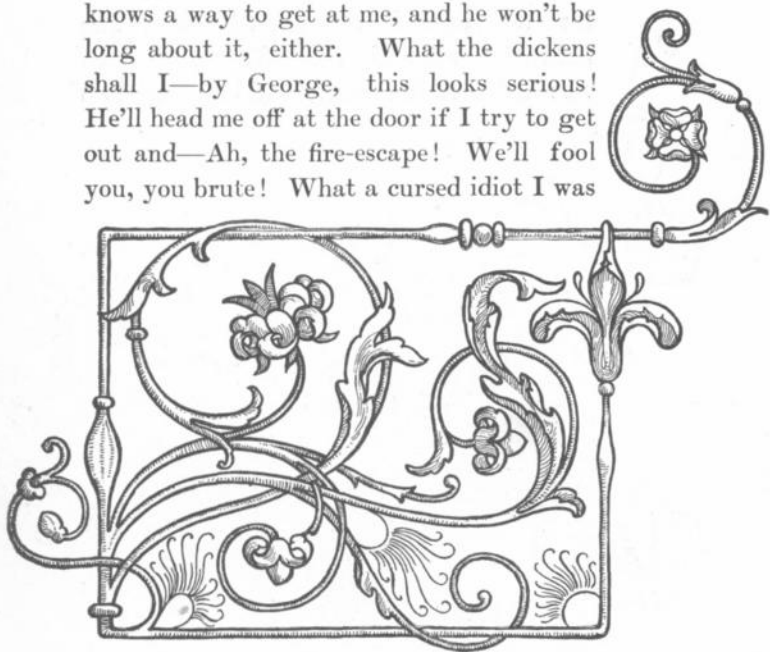 knows a way to get at me, and he won't be
long about it, either. What the dickens
shall I—by George, this looks serious!
He'll head me off at the door if I try to get
out and—Ah, the fire-escape! We'll fool
you, you brute! What a cursed idiot I was